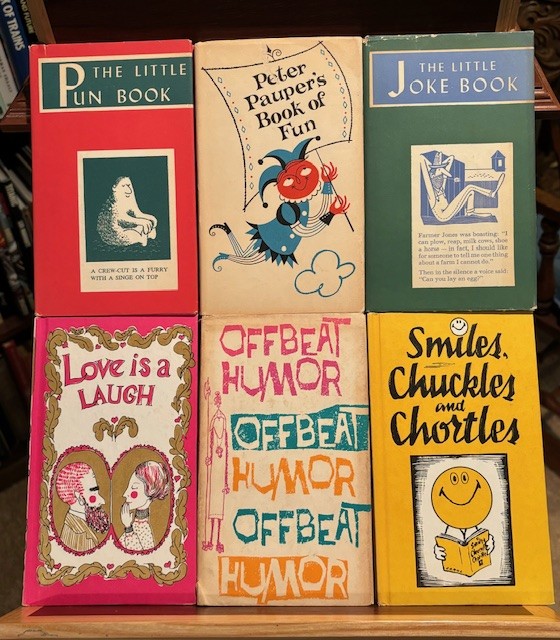 THE LITTLE
PUN BOOK
A CREW-CUT IS A FURRY
WITH A SINGE ON TOP
Peter
Pauper's
Book of
Fun
THE LITTLE
JOKE BOOK
Farmer Jones was boasting: "I
can plow, reap, milk cows, shoe
a horse — in fact, I should like
for someone to tell me one thing
about a farm I cannot do."
Then in the silence a voice said:
"Can you lay an egg?"
Love is a
LAUGH
OFFBEAT
HUMOR
OFFBEAT
HUMOR
OFFBEAT
HUMOR
Smiles,
Chuckles
and
Chortles
OF TRAINS